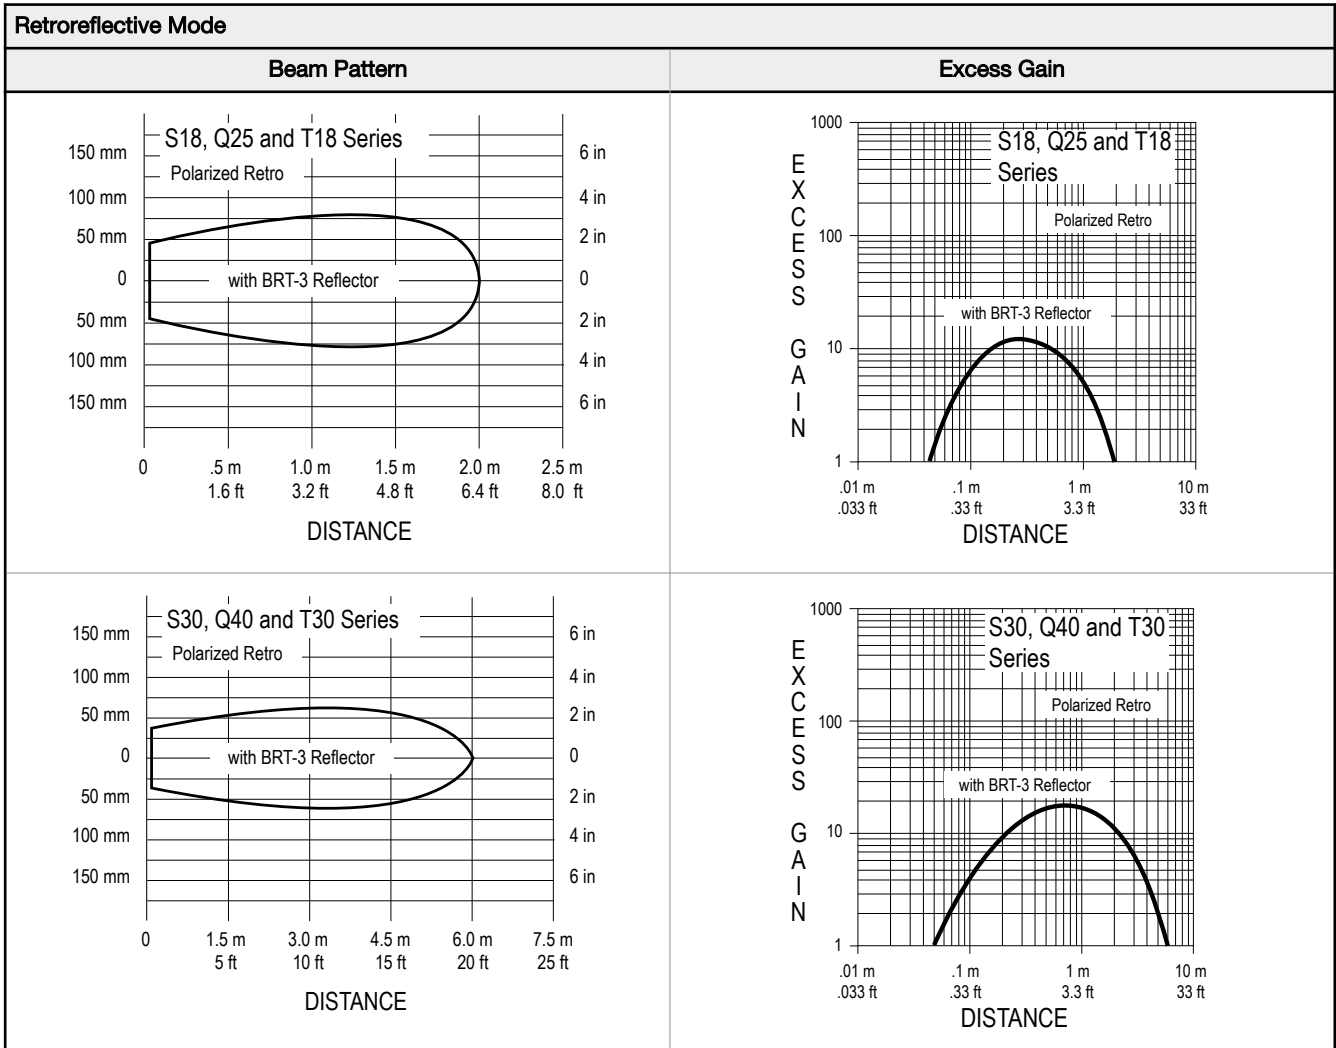 Retroreflective Mode
Beam Pattern
Excess Gain
S18, Q25 and T18 Series
Polarized Retro
150 mm
100 mm
50 mm
0
50 mm
100 mm
150 mm
6 in
4 in
2 in
0
2 in
4 in
6 in
with BRT-3 Reflector
0 .5 m 1.0 m 1.5 m 2.0 m 2.5 m
1.6 ft 3.2 ft 4.8 ft 6.4 ft 8.0 ft
DISTANCE
EXCESS GAIN
1000
100
10
1
S18, Q25 and T18
Series
Polarized Retro
with BRT-3 Reflector
.01 m .1 m 1 m 10 m
.033 ft .33 ft 3.3 ft 33 ft
DISTANCE
S30, Q40 and T30 Series
Polarized Retro
150 mm
100 mm
50 mm
0
50 mm
100 mm
150 mm
6 in
4 in
2 in
0
2 in
4 in
6 in
with BRT-3 Reflector
0 1.5 m 3.0 m 4.5 m 6.0 m 7.5 m
5 ft 10 ft 15 ft 20 ft 25 ft
DISTANCE
EXCESS GAIN
1000
100
10
1
S30, Q40 and T30
Series
Polarized Retro
with BRT-3 Reflector
.01 m .1 m 1 m 10 m
.033 ft .33 ft 3.3 ft 33 ft
DISTANCE